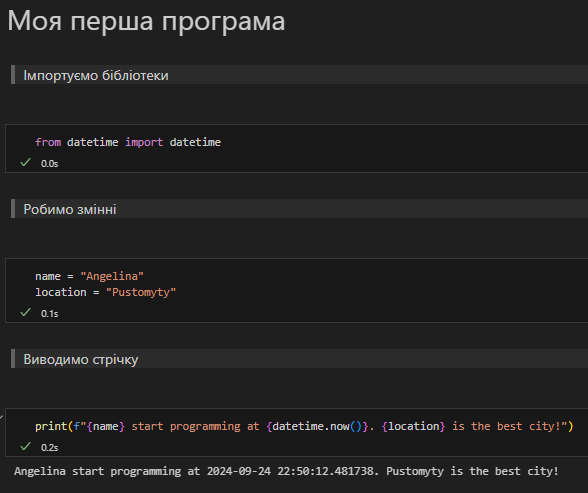 Моя перша програма
Імпортуємо бібліотеки
from datetime import datetime
0.0s
Робимо змінні
name = "Angelina"
location = "Pustomyty"
0.1s
Виводимо стрічку
print(f"{name} start programming at {datetime.now()}. {location} is the best city!")
0.2s
Angelina start programming at 2024-09-24 22:50:12.481738. Pustomyty is the best city!